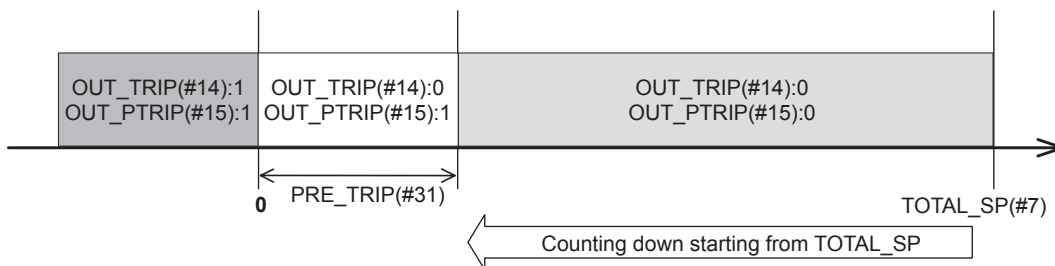 OUT_TRIP(#14):1 OUT_TRIP(#14):0 OUT_TRIP(#14):0
OUT_PTRIP(#15):1 OUT_PTRIP(#15):1 OUT_PTRIP(#15):0
0 PRE_TRIP(#31) TOTAL_SP(#7)
Counting down starting from TOTAL_SP